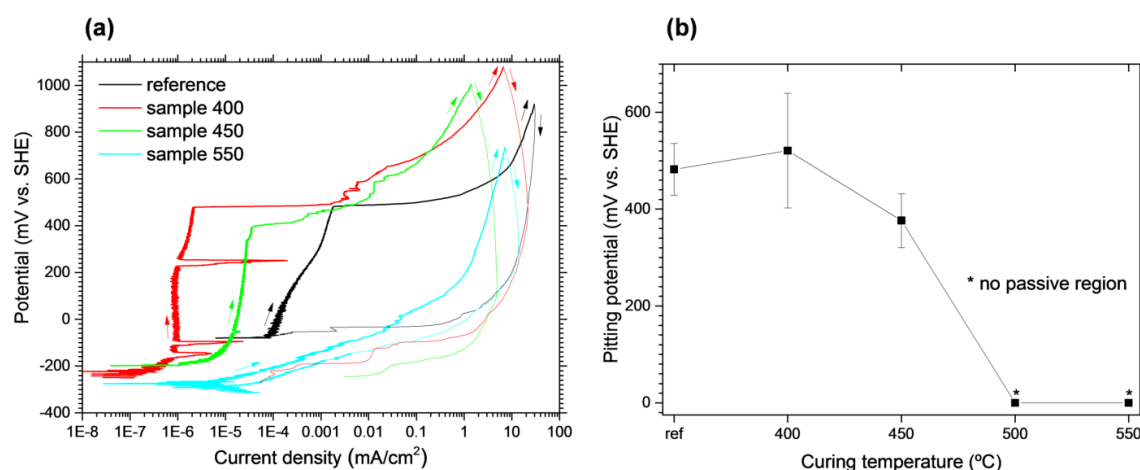 (a)
reference
sample 400
sample 450
sample 550
1000
800
600
400
200
0
-200
-400
Potential (mV vs. SHE)
1E-8 1E-7 1E-6 1E-5 1E-4 0.001 0.01 0.1 1 10 100
Current density (mA/cm²)
(b)
600
400
200
0
Pitting potential (mV vs. SHE)
* no passive region
*
*
ref 400 450 500 550
Curing temperature (ºC)